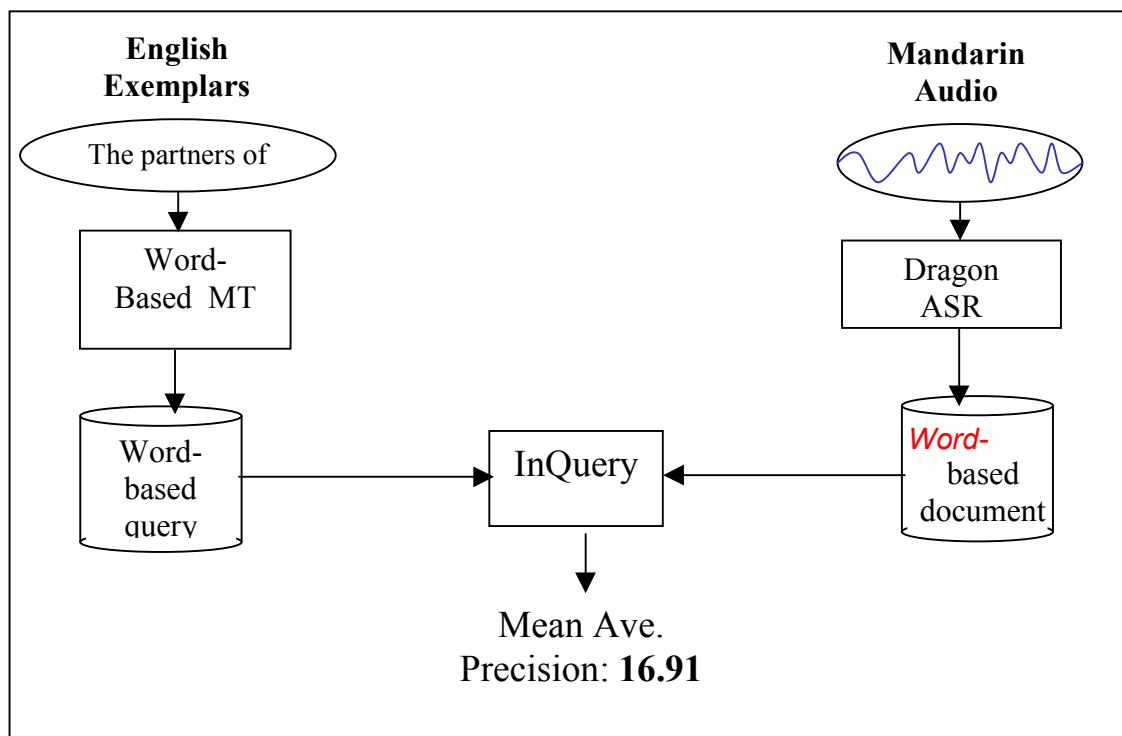 English
Exemplars
The partners of
Word-
Based MT
Word-
based
query
Mandarin
Audio
Dragon
ASR
Word-
based
document
InQuery
Mean Ave.
Precision: 16.91